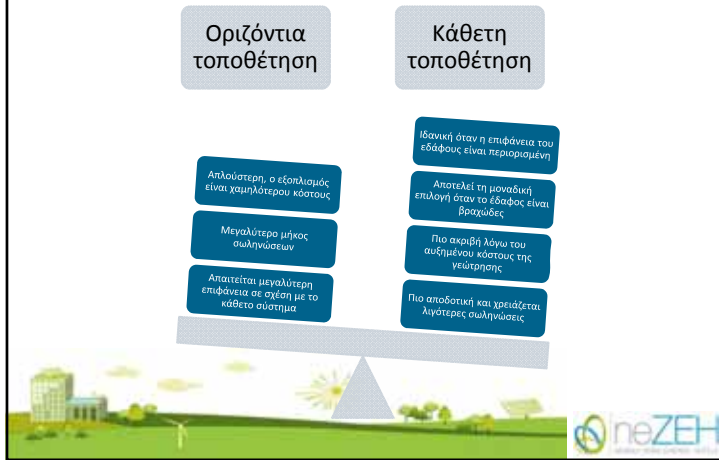 Οριζόντια
τοποθέτηση
Κάθετη
τοποθέτηση
Απλούστερη, ο εξοπλισμός
είναι χαμηλότερου κόστους
Μεγαλύτερο μήκος
σωληνώσεων
Απαιτείται μεγαλύτερη
επιφάνεια σε σχέση με το
κάθετο σύστημα
Ιδανική όταν η επιφάνεια του
εδάφους είναι περιορισμένη
Αποτελεί τη μοναδική
επιλογή όταν το έδαφος είναι
βραχώδες
Πιο ακριβή λόγω του
αυξημένου κόστους της
γεώτρησης
Πιο αποδοτική και χρειάζεται
λιγότερες σωληνώσεις
neZEH